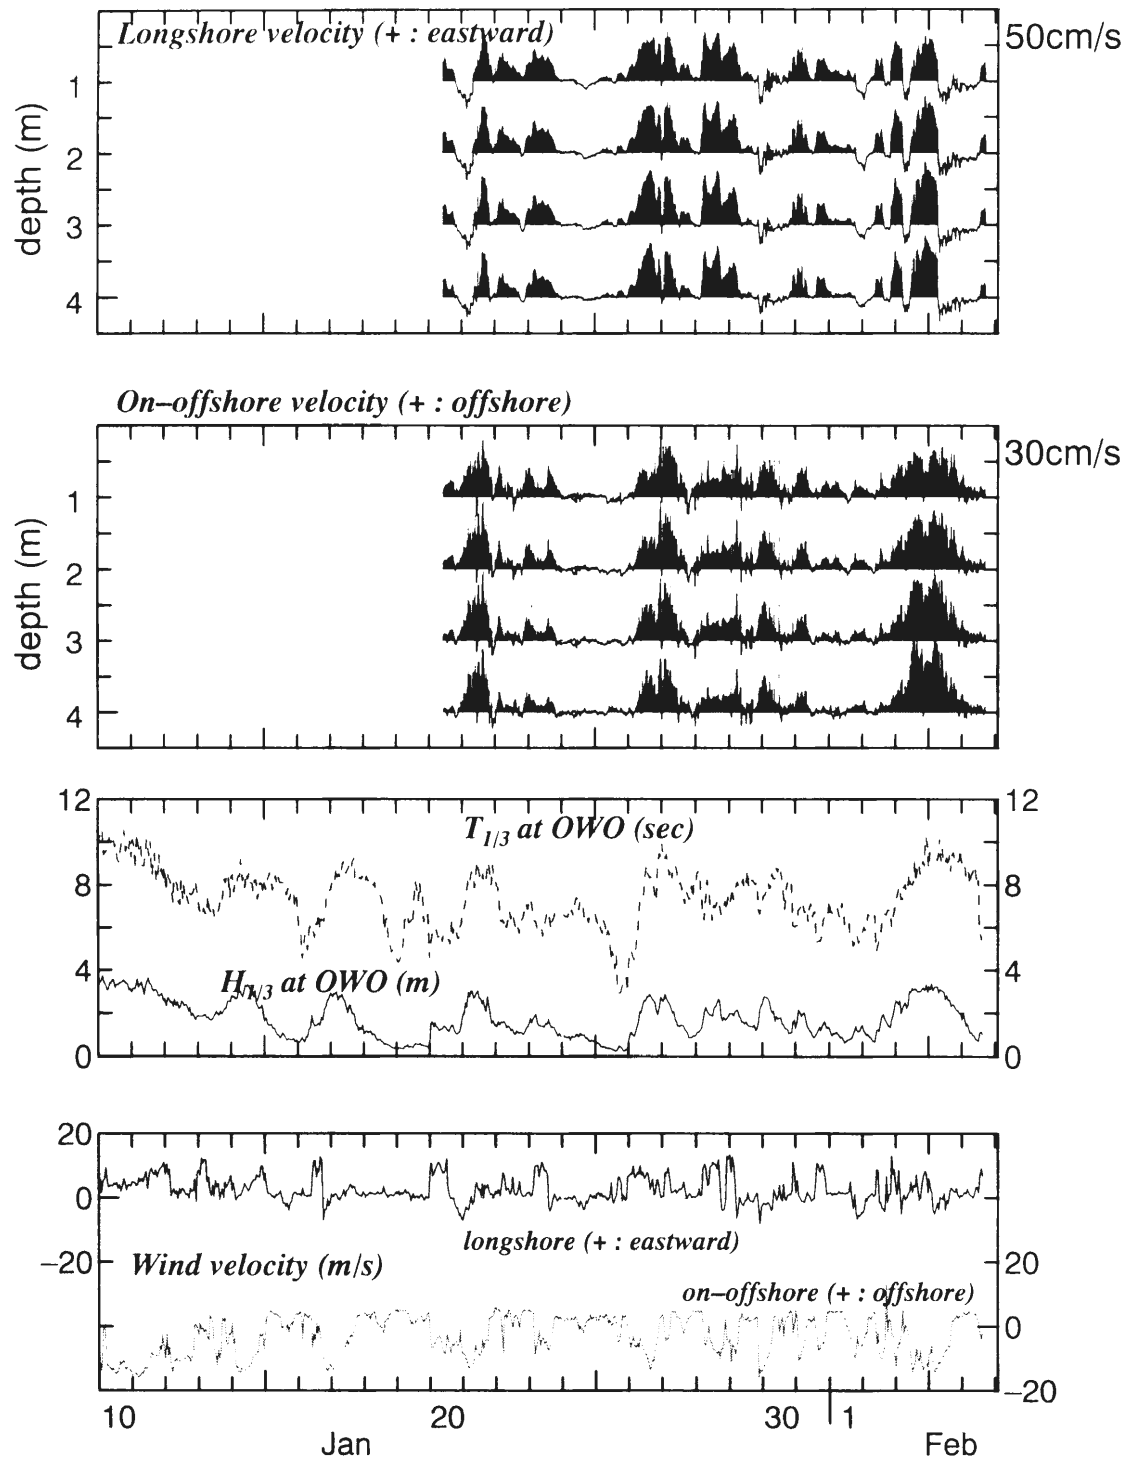 Longshore velocity (+ : eastward)
50cm/s
depth (m)
1
2
3
4
On–offshore velocity (+ : offshore)
30cm/s
depth (m)
1
2
3
4
12
8
4
0
T1/3 at OWO (sec)
H1/3 at OWO (m)
12
8
4
0
20
0
–20
longshore (+ : eastward)
Wind velocity (m/s)
on–offshore (+ : offshore)
20
0
–20
10 20 30 1
Jan Feb